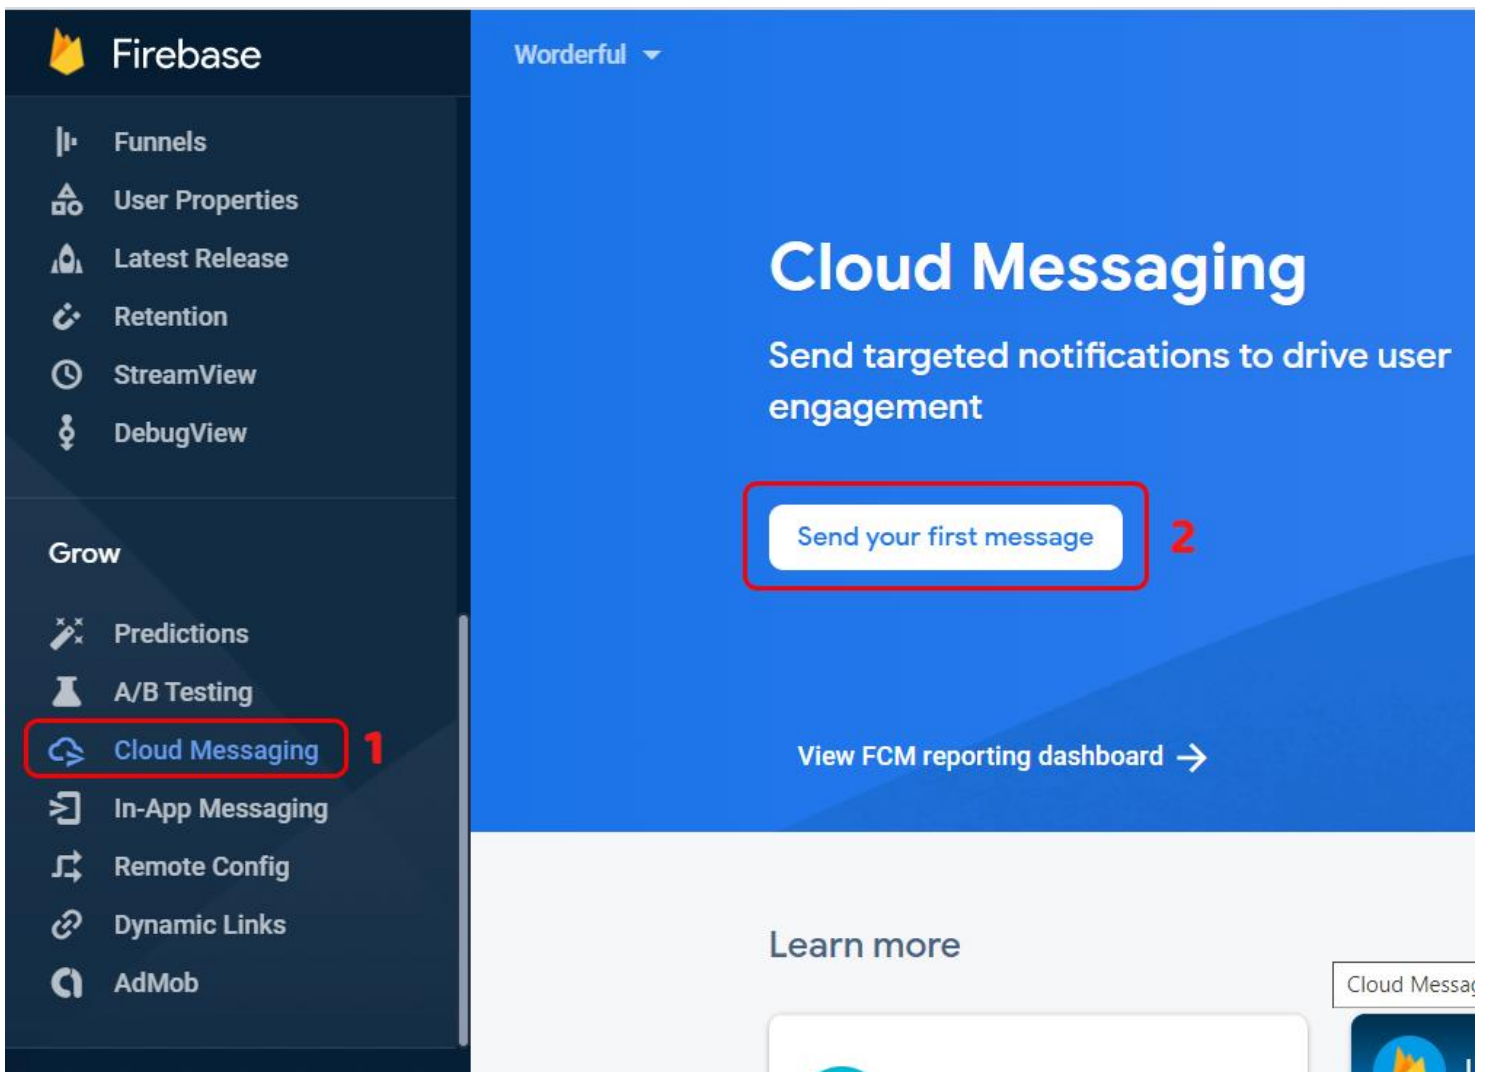 Firebase
Worderful
Funnels
User Properties
Latest Release
Retention
StreamView
DebugView
Grow
Predictions
A/B Testing
Cloud Messaging
1
In-App Messaging
Remote Config
Dynamic Links
AdMob
Cloud Messaging
Send targeted notifications to drive user
engagement
Send your first message
2
View FCM reporting dashboard
Learn more
Cloud